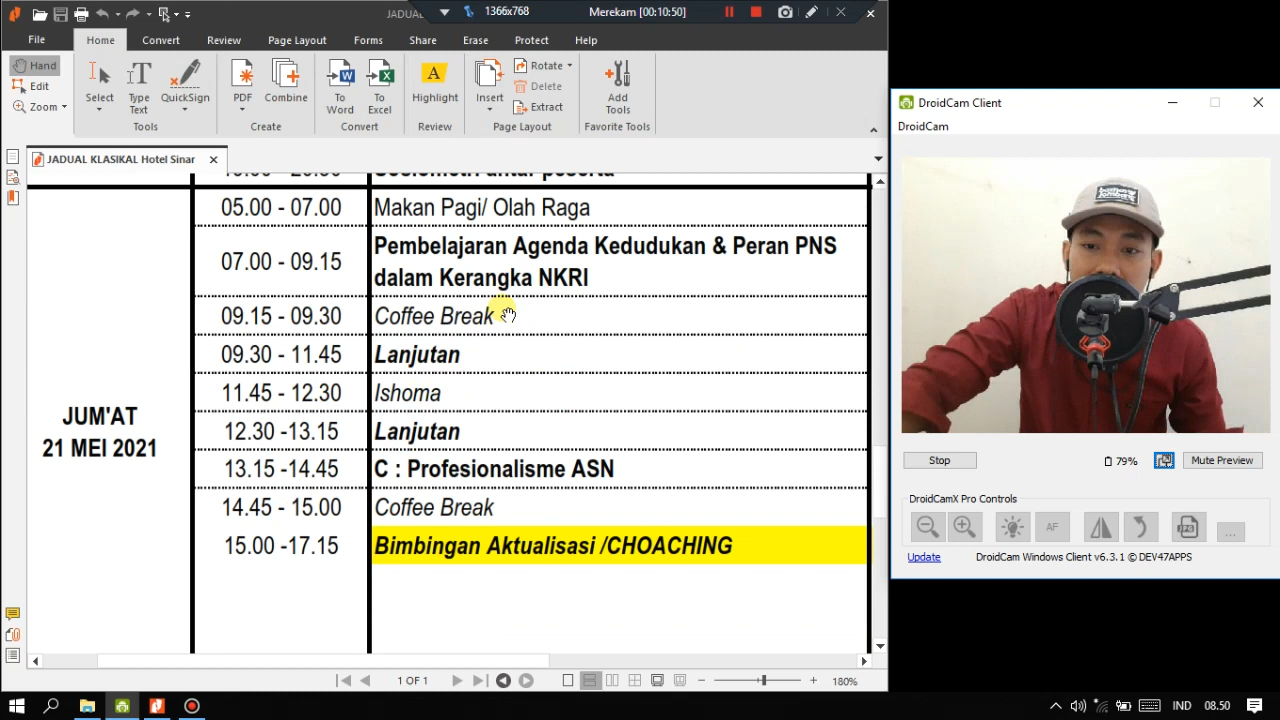 JADUAL
1366x768
Merekam [00:10:50]
File
Home
Convert
Review
Page Layout
Forms
Share
Erase
Protect
Help
Hand
Edit
Zoom
Select
Type Text
QuickSign
Tools
PDF
Combine
Create
To Word
To Excel
Convert
Highlight
Review
Insert
Rotate
Delete
Extract
Page Layout
Add Tools
Favorite Tools
JADUAL KLASIKAL Hotel Sinar
JUM'AT
21 MEI 2021
05.00 - 07.00 Makan Pagi/ Olah Raga
07.00 - 09.15 Pembelajaran Agenda Kedudukan & Peran PNS
dalam Kerangka NKRI
09.15 - 09.30 Coffee Break
09.30 - 11.45 Lanjutan
11.45 - 12.30 Ishoma
12.30 -13.15 Lanjutan
13.15 -14.45 C : Profesionalisme ASN
14.45 - 15.00 Coffee Break
15.00 -17.15 Bimbingan Aktualisasi /CHOACHING
1 OF 1
180%
DroidCam Client
DroidCam
Stop
79%
Mute Preview
DroidCamX Pro Controls
AF
JPG
...
Update
DroidCam Windows Client v6.3.1 © DEV47APPS
IND
08.50